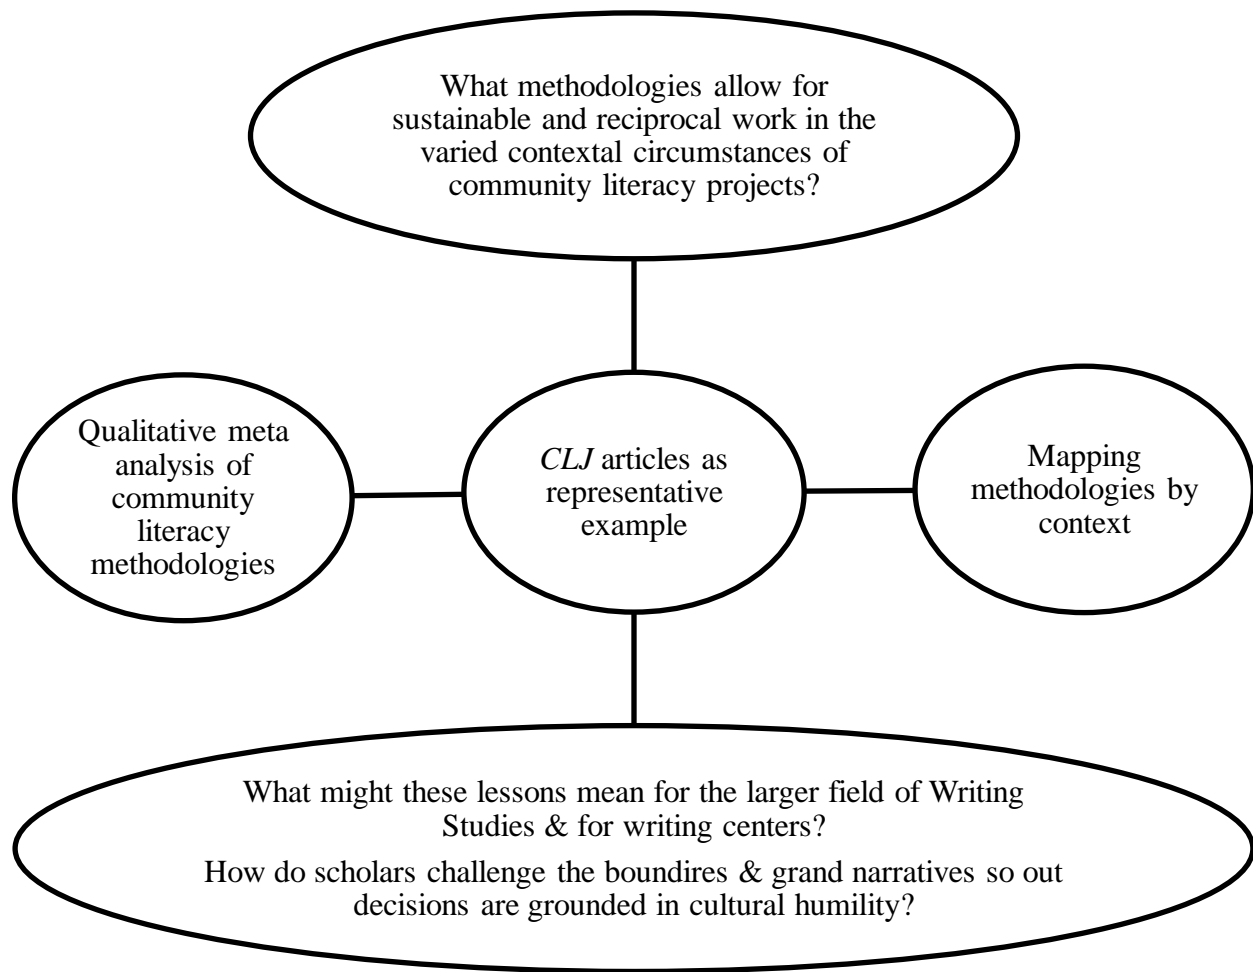 What methodologies allow for
sustainable and reciprocal work in the
varied contextal circumstances of
community literacy projects?
Qualitative meta
analysis of
community
literacy
methodologies
CLJ articles as
representative
example
Mapping
methodologies by
context
What might these lessons mean for the larger field of Writing
Studies & for writing centers?
How do scholars challenge the boundires & grand narratives so out
decisions are grounded in cultural humility?